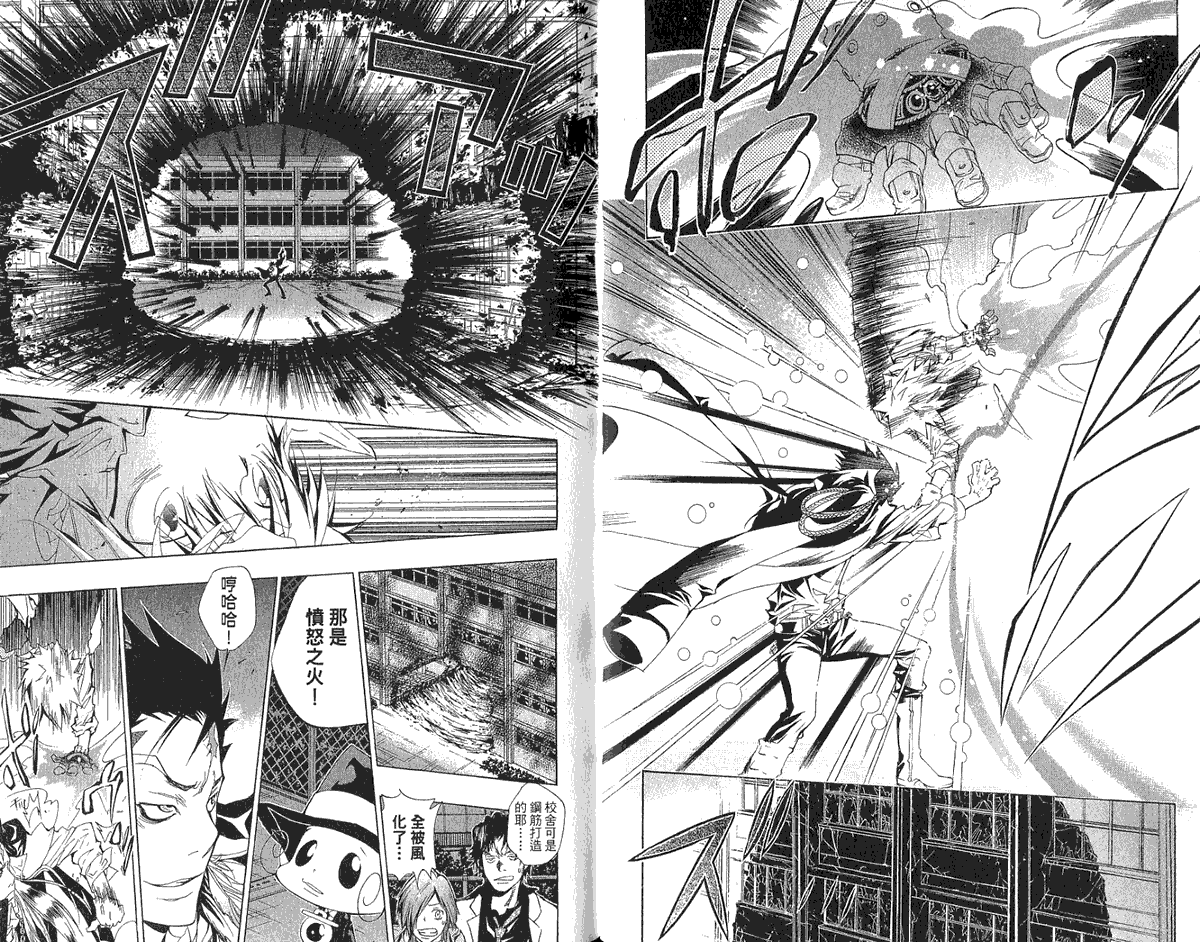 校舍可是
鋼筋打造
的耶……
全被風
化了…
那是
憤怒之火！
哼哈哈！